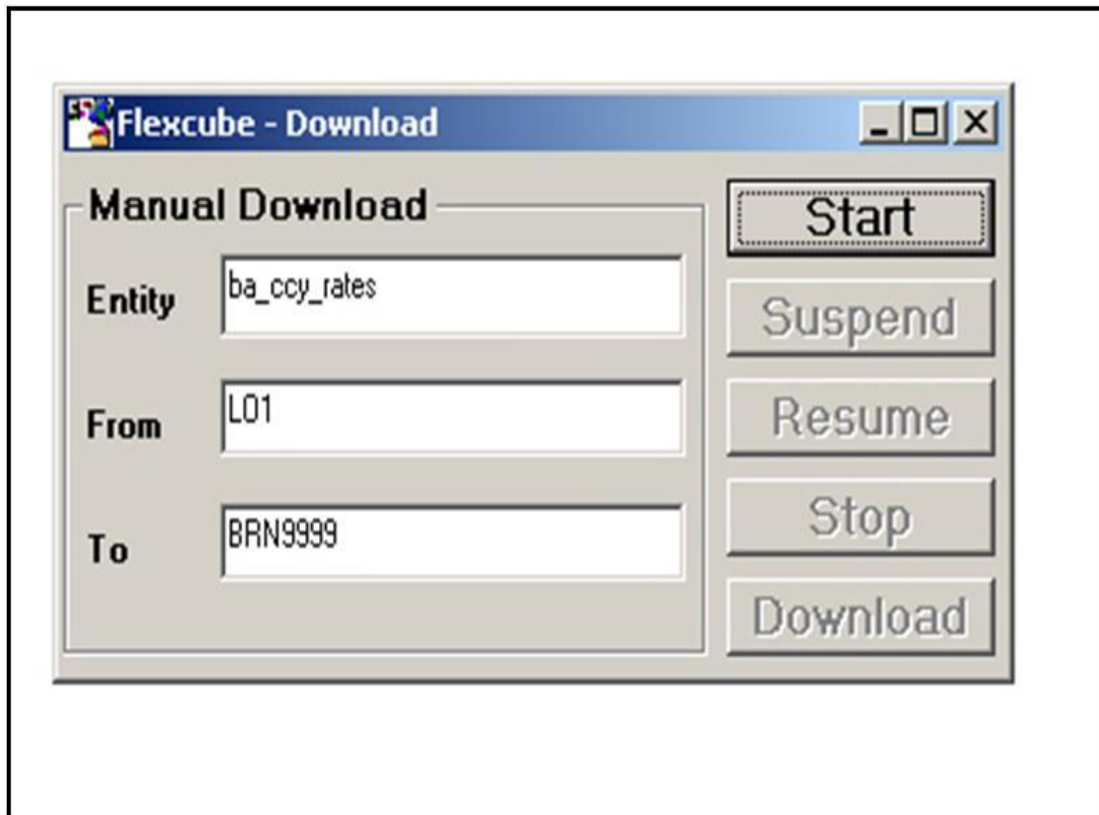 Flexcube - Download
Manual Download
Entity
ba_ccy_rates
From
L01
To
BRN9999
Start
Suspend
Resume
Stop
Download